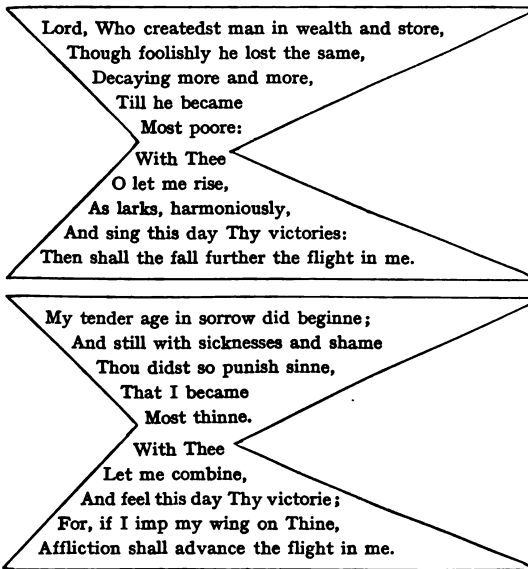 Lord, Who createdst man in wealth and store,
Though foolishly he lost the same,
Decaying more and more,
Till he became
Most poore:
With Thee
O let me rise,
As larks, harmoniously,
And sing this day Thy victories:
Then shall the fall further the flight in me.
My tender age in sorrow did beginne;
And still with sicknesses and shame
Thou didst so punish sinne,
That I became
Most thinne.
With Thee
Let me combine,
And feel this day Thy victorie;
For, if I imp my wing on Thine,
Affliction shall advance the flight in me.